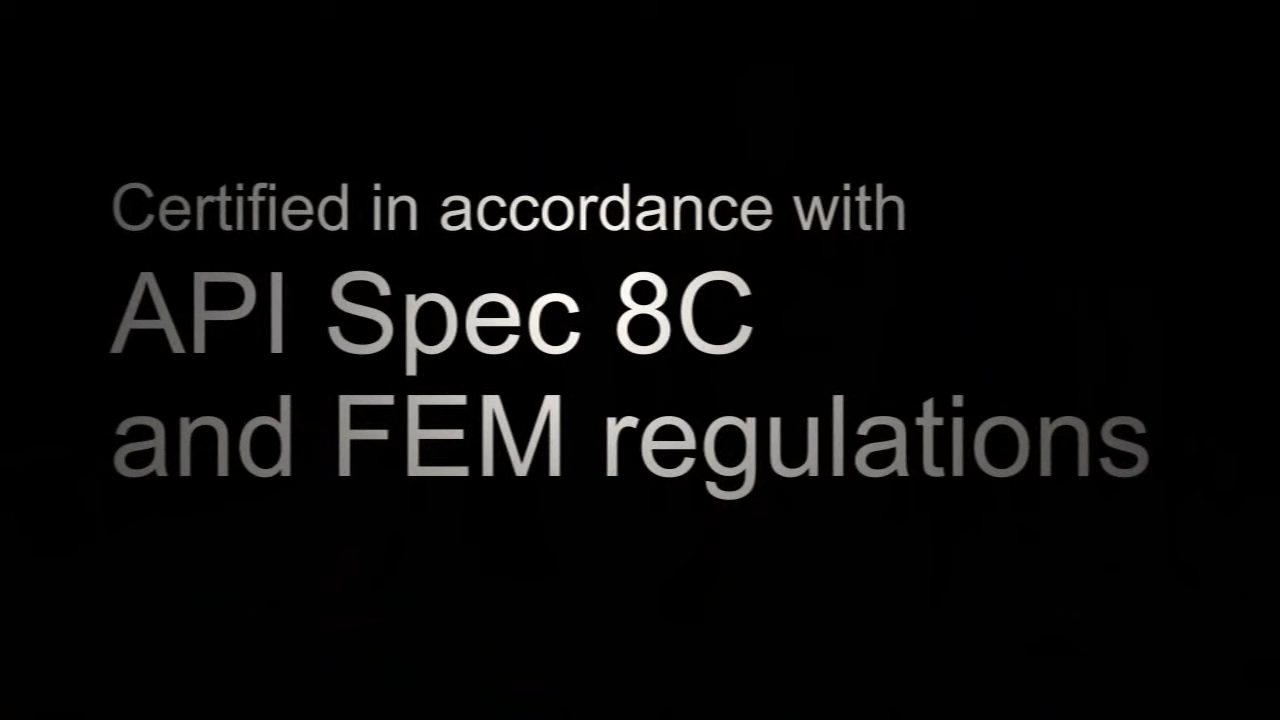 Certified in accordance with
API Spec 8C
and FEM regulations